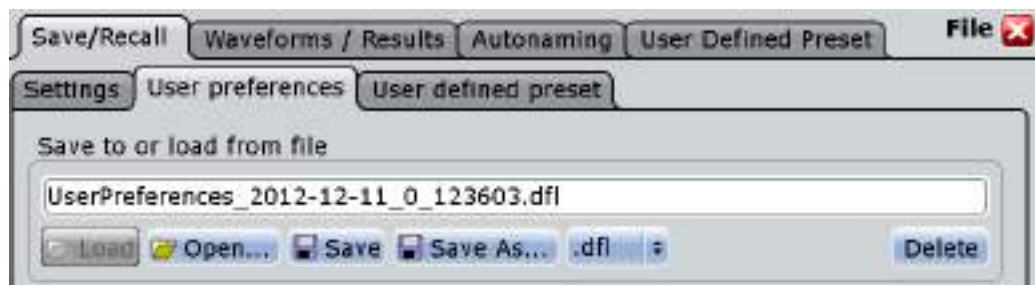 Save/Recall Waveforms / Results Autonaming User Defined Preset File
Settings User preferences User defined preset
Save to or load from file
UserPreferences_2012-12-11_0_123603.dfl
Load Open... Save Save As... .dfl Delete